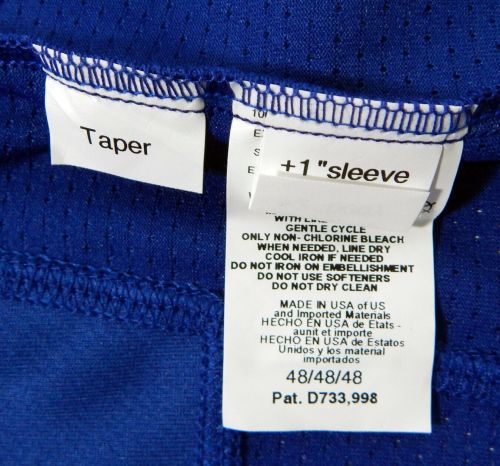 Taper
+1"sleeve
GENTLE CYCLE
ONLY NON- CHLORINE BLEACH
WHEN NEEDED, LINE DRY
COOL IRON IF NEEDED
DO NOT IRON ON EMBELLISHMENT
DO NOT USE SOFTENERS
DO NOT DRY CLEAN
MADE IN USA of US
and Imported Materials
HECHO EN USA de Etats -
aunit et importe
HECHO EN USA de Estados
Unidos y los material
importados
48/48/48
Pat. D733,998